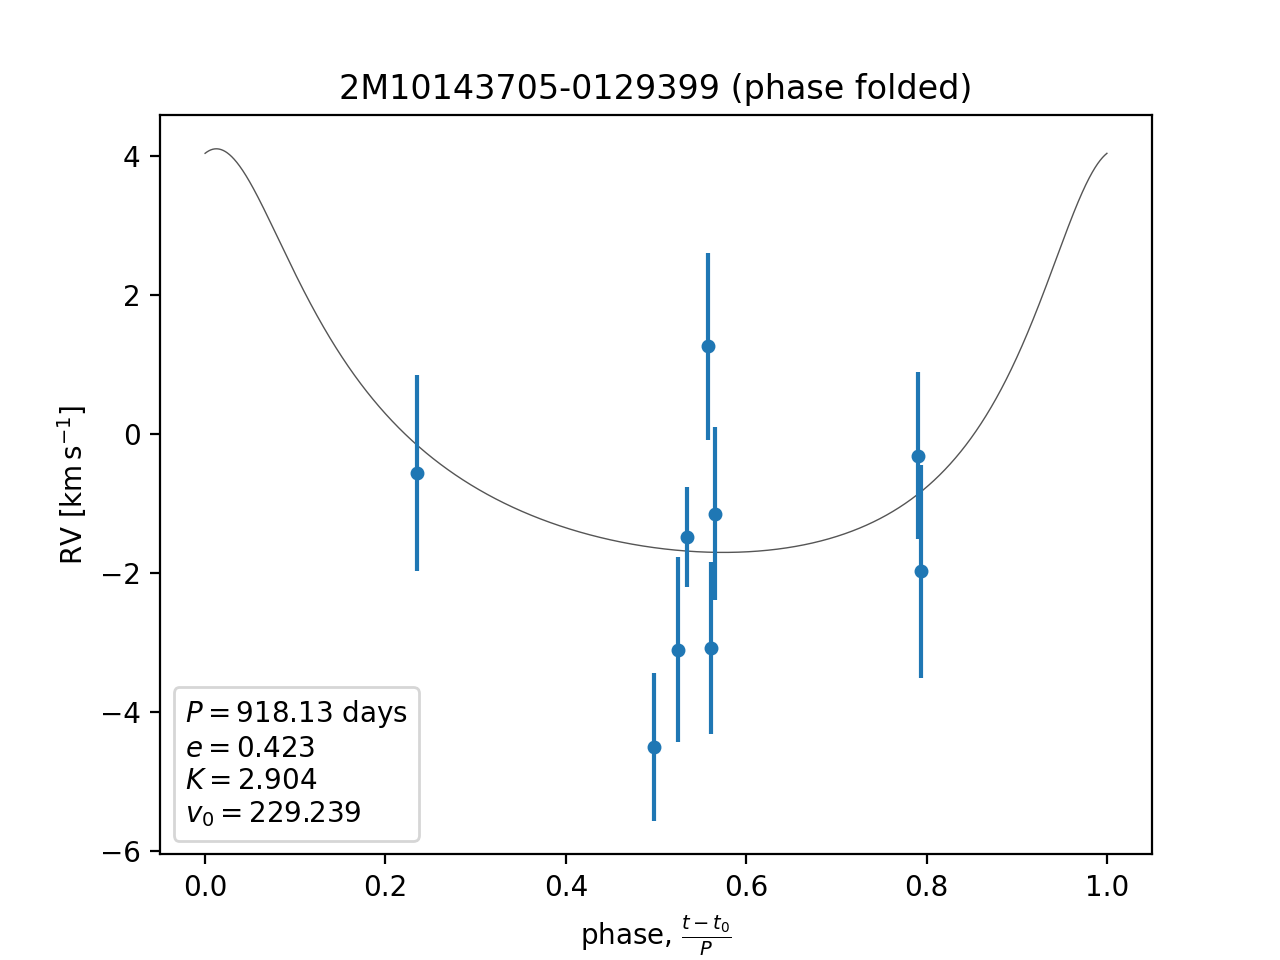 2M10143705-0129399 (phase folded)
RV [km s⁻¹]
4
2
0
−2
−4
−6
P = 918.13 days
e = 0.423
K = 2.904
v₀ = 229.239
0.0 0.2 0.4 0.6 0.8 1.0
phase, (t − t₀)/P